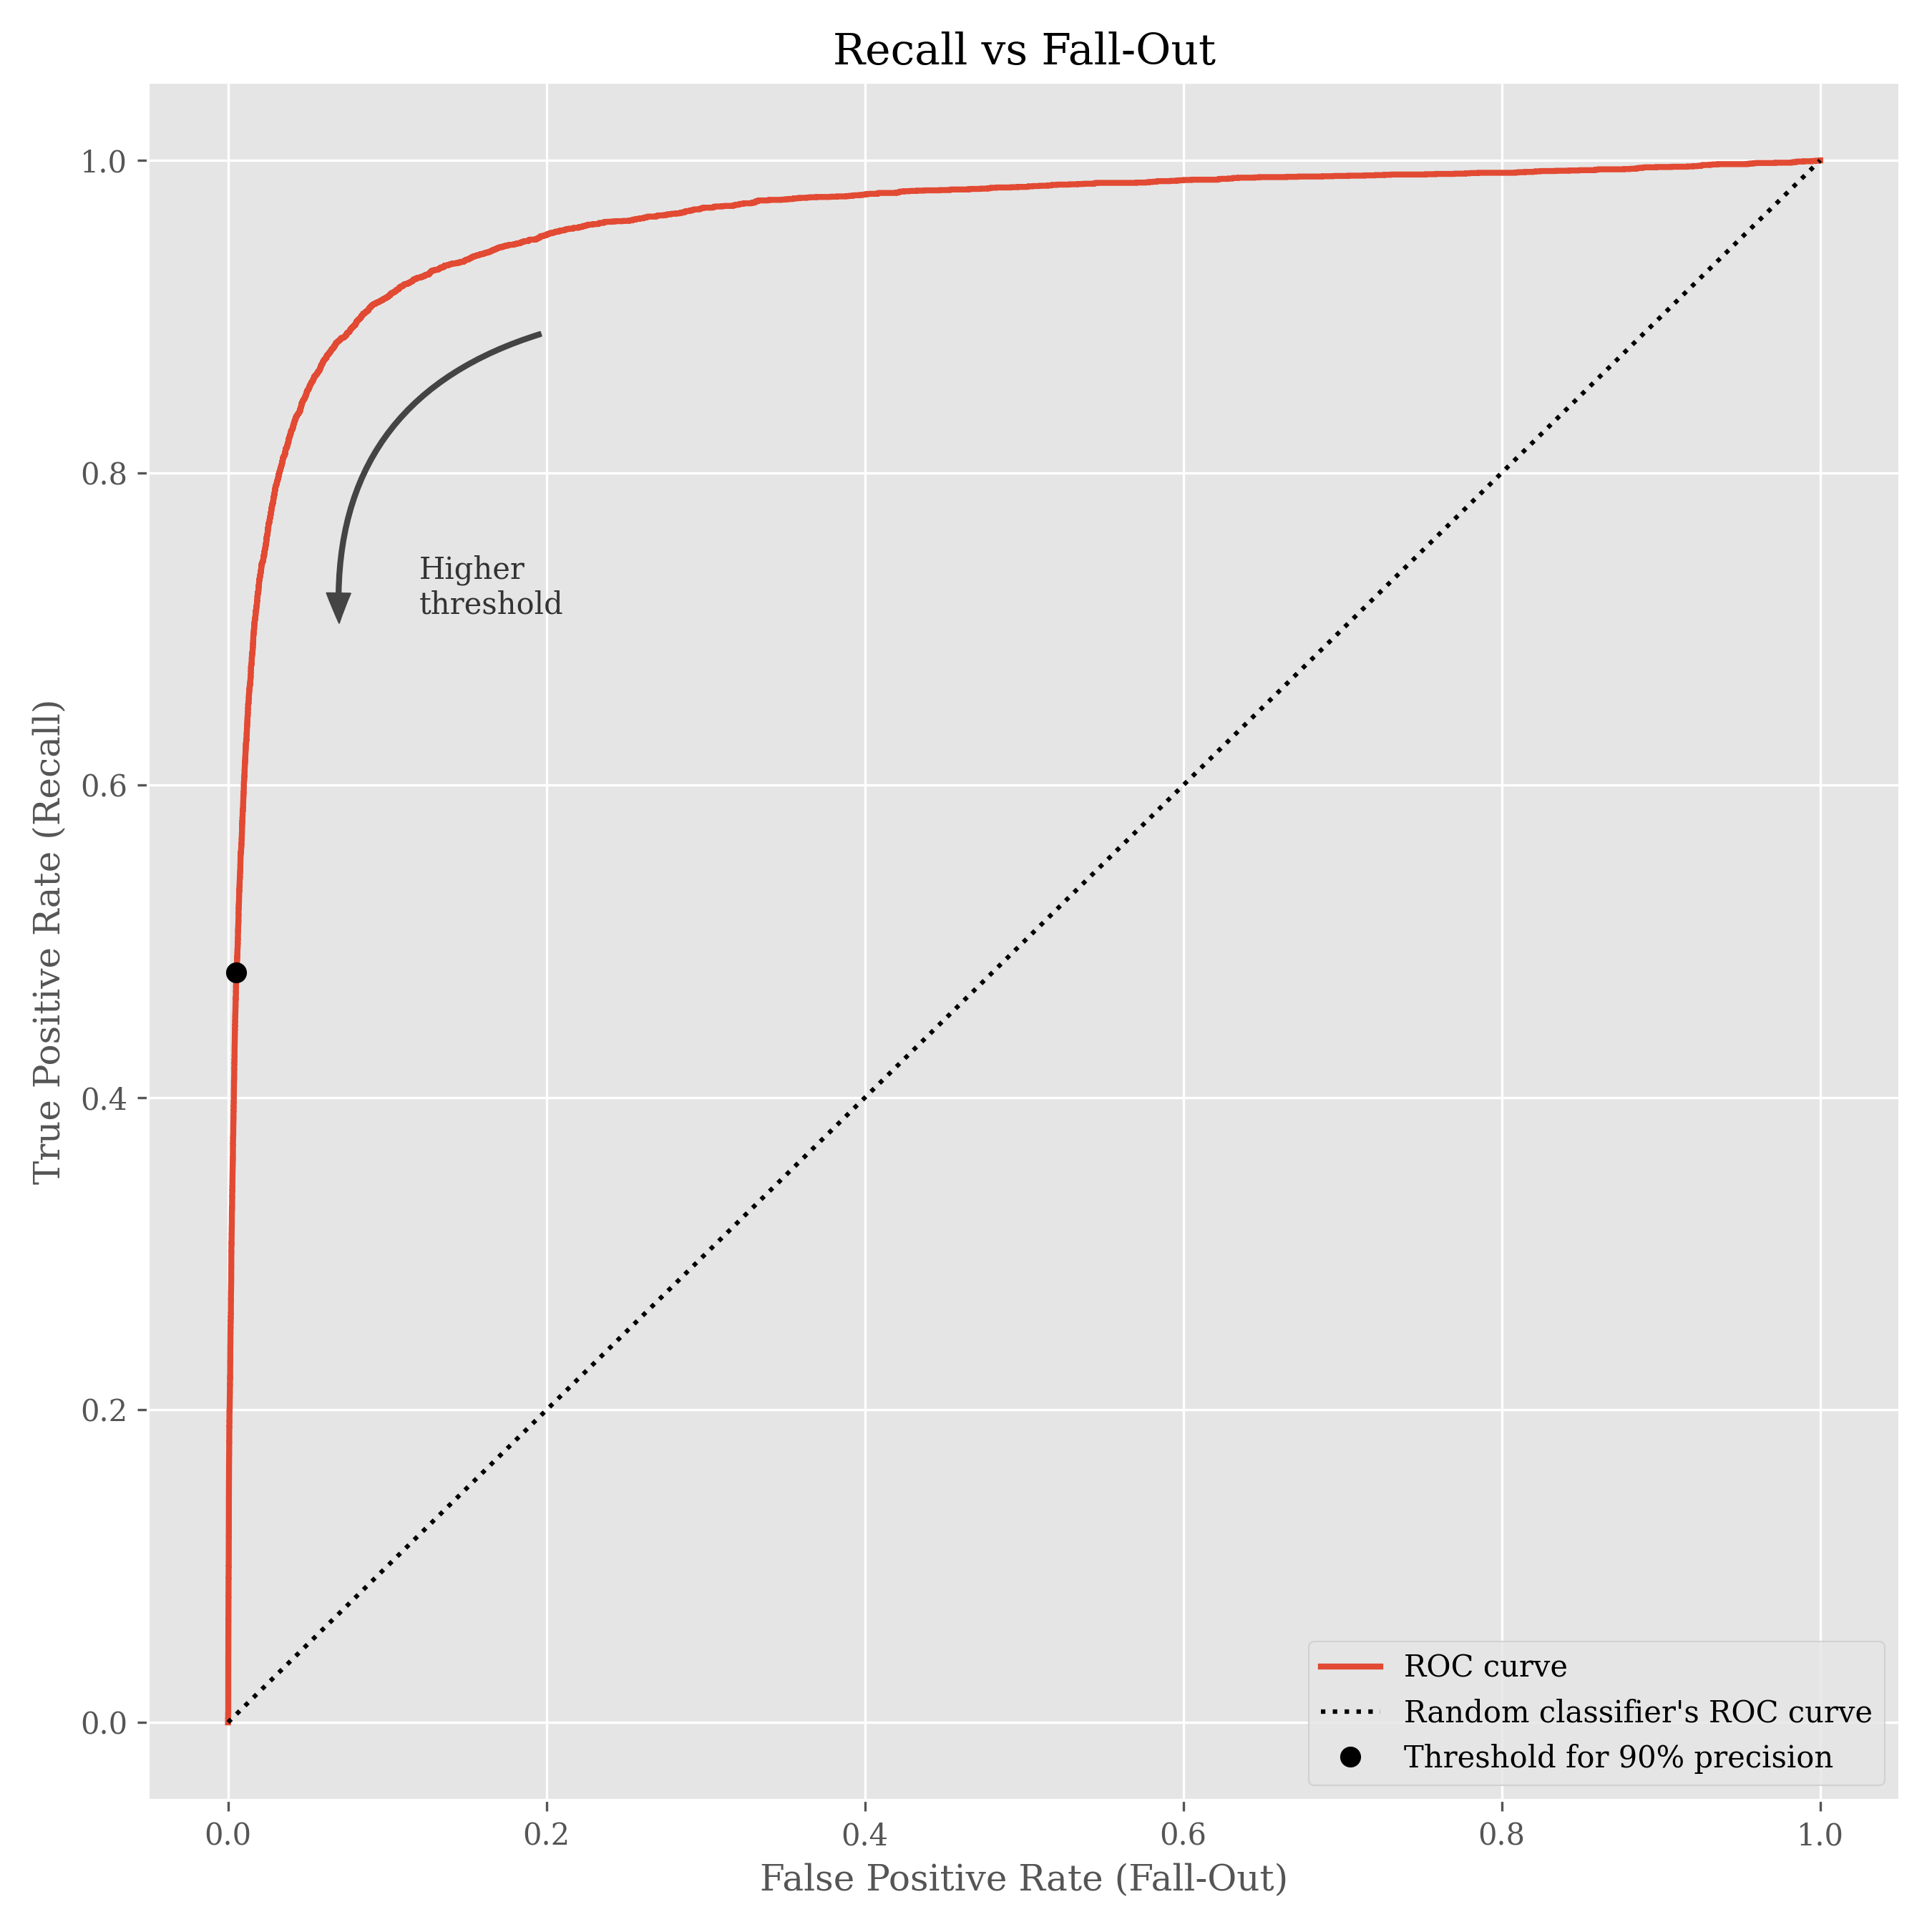 Recall vs Fall-Out
True Positive Rate (Recall)
1.0
0.8
0.6
0.4
0.2
0.0
Higher
threshold
ROC curve
Random classifier's ROC curve
Threshold for 90% precision
0.0 0.2 0.4 0.6 0.8 1.0
False Positive Rate (Fall-Out)